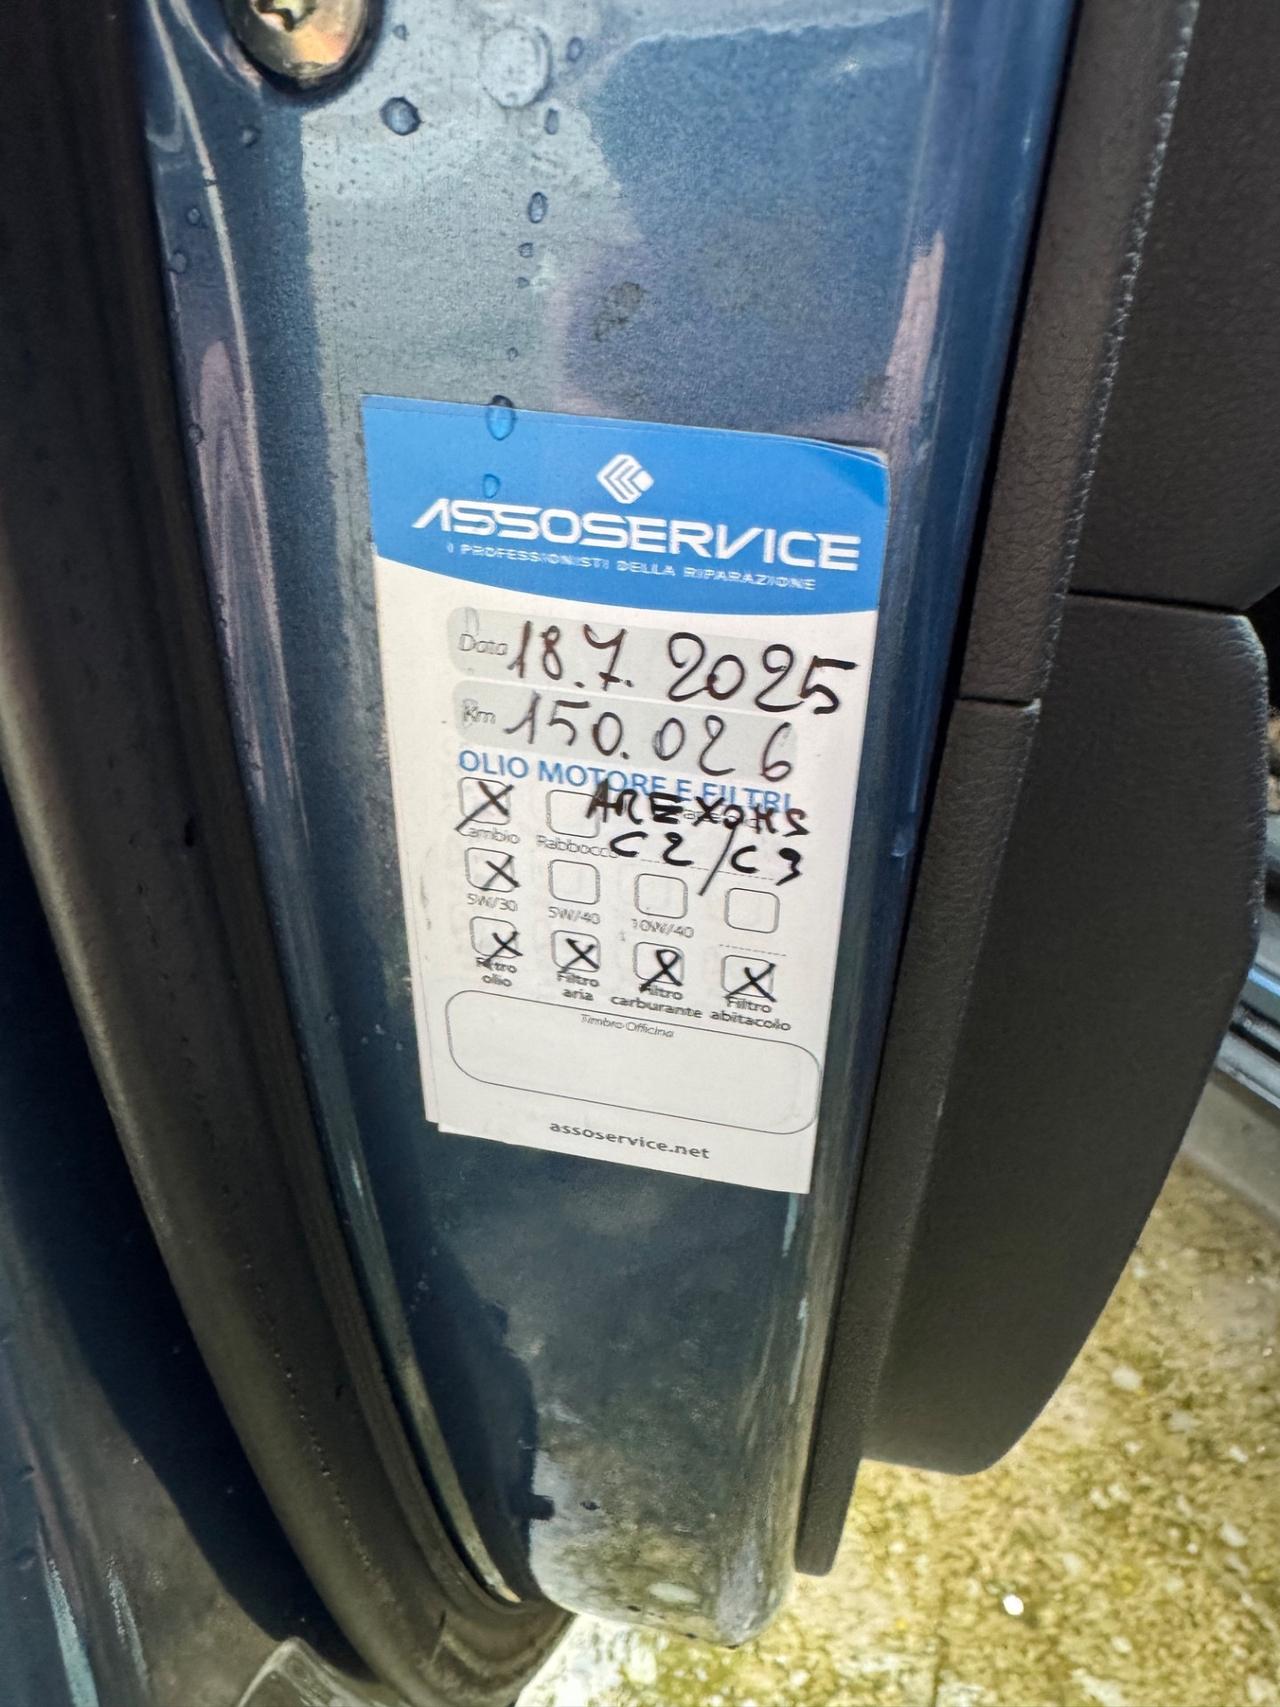 ASSOSERVICE
I PROFESSIONISTI DELLA RIPARAZIONE
Data 18.7.2025
Km 150.026
OLIO MOTORE E FILTRI
AREXONS
Cambio Rabbocco C2/C3
5W/30 5W/40 10W/40
Filtro olio
Filtro aria
Filtro carburante
Filtro abitacolo
Timbro Officina
assoservice.net